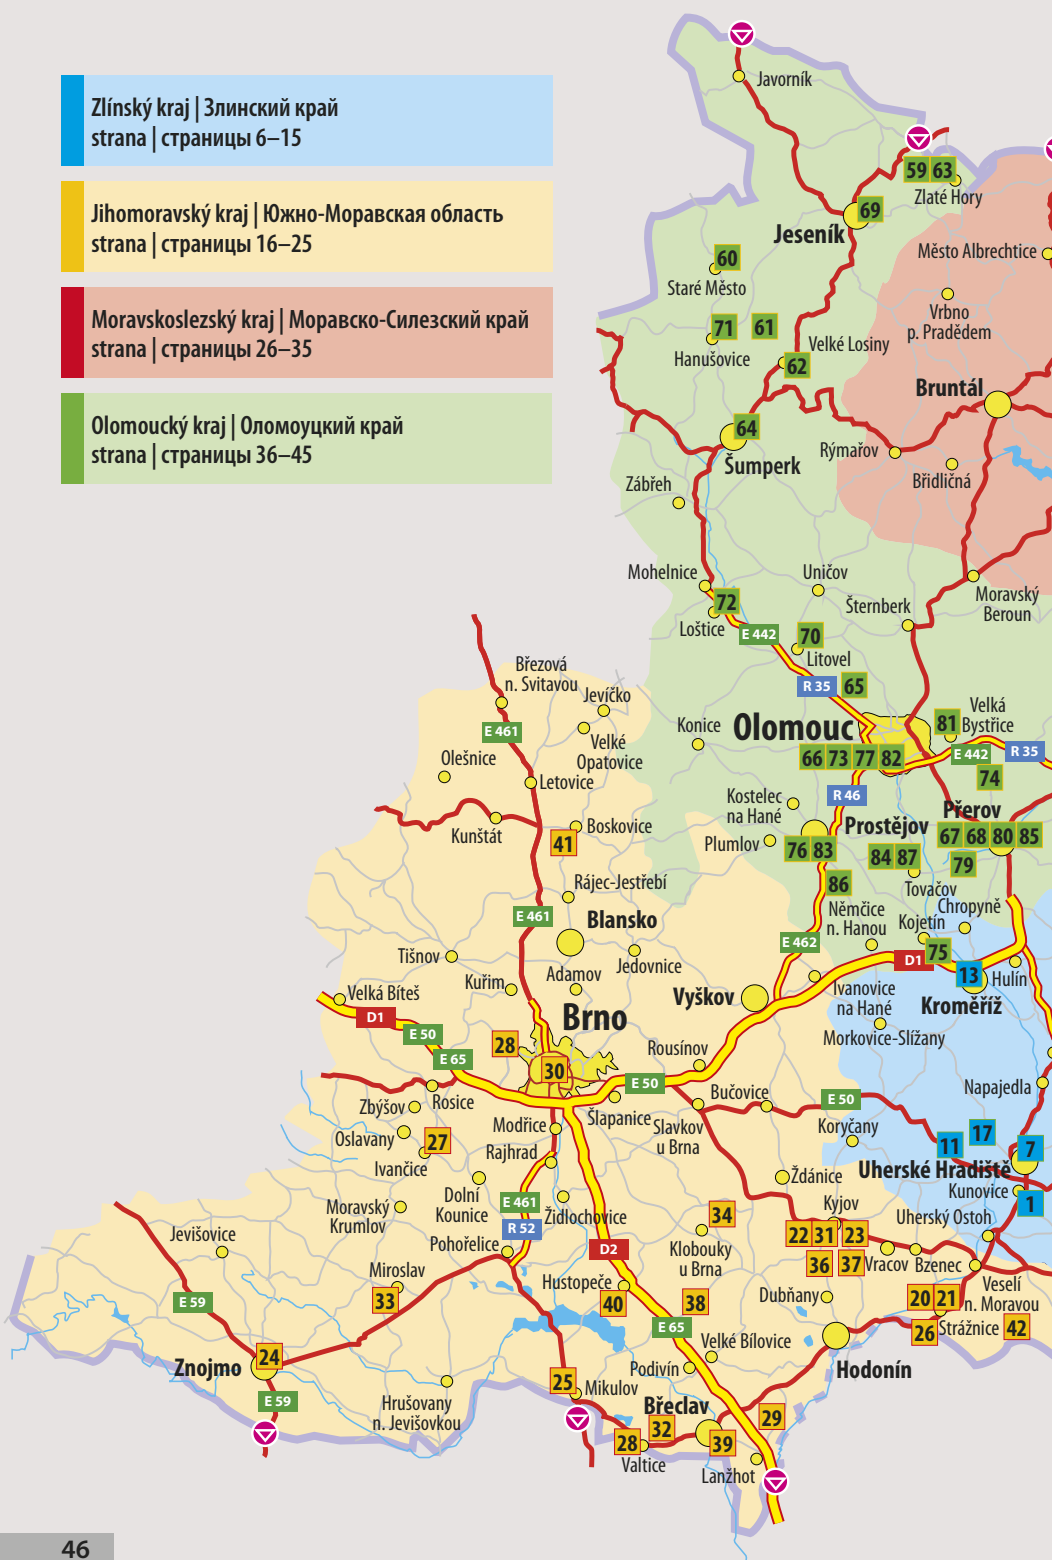 Zlínský kraj | Злинский край
strana | страницы 6–15
Jihomoravský kraj | Южно-Моравская область
strana | страницы 16–25
Moravskoslezský kraj | Моравско-Силезский край
strana | страницы 26–35
Olomoucký kraj | Оломоуцкий край
strana | страницы 36–45
Javorník
59 63
Zlaté Hory
69
Jeseník
Město Albrechtice
60
Staré Město
Vrbno
p. Pradědem
71
61
Hanušovice
Velké Losiny
62
Bruntál
64
Šumperk
Rýmařov
Břidličná
Zábřeh
Mohelnice
Uničov
Moravský
Beroun
72
Loštice
Šternberk
E 442
70
Litovel
Březová
n. Svitavou
R 35
65
Jevíčko
Konice
Olomouc
81
Velká
Bystřice
E 461
Velké
Opatovice
Olešnice
66 73 77 82
E 442
R 35
74
Letovice
R 46
Kostelec
na Hané
Přerov
Kunštát
Boskovice
41
Plumlov
Prostějov
67 68 80 85
76 83
84 87
79
Rájec-Jestřebí
86
Tovačov
Chropyně
E 461
Blansko
Němčice
n. Hanou
Kojetín
E 462
75
D1
Tišnov
Adamov
Jedovnice
13
Hulín
Kuřim
Velká Bíteš
Vyškov
Ivanovice
na Hané
Kroměříž
D1
Brno
E 50
Morkovice-Slížany
28
Rousínov
E 65
30
E 50
Bučovice
E 50
Napajedla
Zbýšov
Rosice
Šlapanice
Slavkov
u Brna
Koryčany
Modřice
17
Oslavany
27
11
7
Ivančice
Rajhrad
Uherské Hradiště
Ždánice
Kunovice
Dolní
Kounice
E 461
1
Moravský
Krumlov
Židlochovice
34
Kyjov
Uherský Ostoh
R 52
22 31 23
Jevišovice
Pohořelice
D2
Klobouky
u Brna
36 37
Vracov
Bzenec
Miroslav
Hustopeče
Veselí
n. Moravou
33
40
38
Dubňany
20 21
E 59
E 65
26
Strážnice
42
Velké Bílovice
24
Znojmo
Podivín
Hodonín
25
Mikulov
E 59
Hrušovany
n. Jevišovkou
Břeclav
29
32
28
39
Valtice
Lanžhot
46